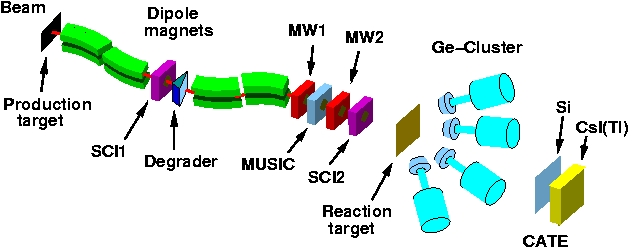 Beam
Dipole
magnets
MW1
MW2
Ge–Cluster
Production
target
SCI1
Degrader
MUSIC
SCI2
Reaction
target
Si
CsI(Tl)
CATE